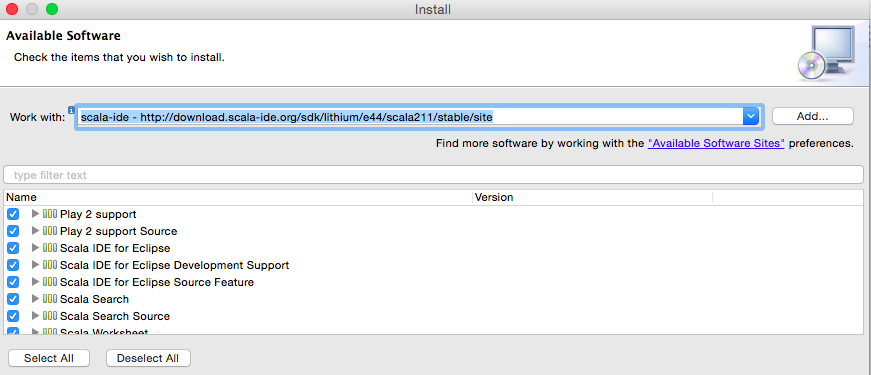 Install
Available Software
Check the items that you wish to install.
Work with: scala-ide - http://download.scala-ide.org/sdk/lithium/e44/scala211/stable/site Add...
Find more software by working with the "Available Software Sites" preferences.
type filter text
Name Version
Play 2 support
Play 2 support Source
Scala IDE for Eclipse
Scala IDE for Eclipse Development Support
Scala IDE for Eclipse Source Feature
Scala Search
Scala Search Source
Scala Worksheet
Select All Deselect All